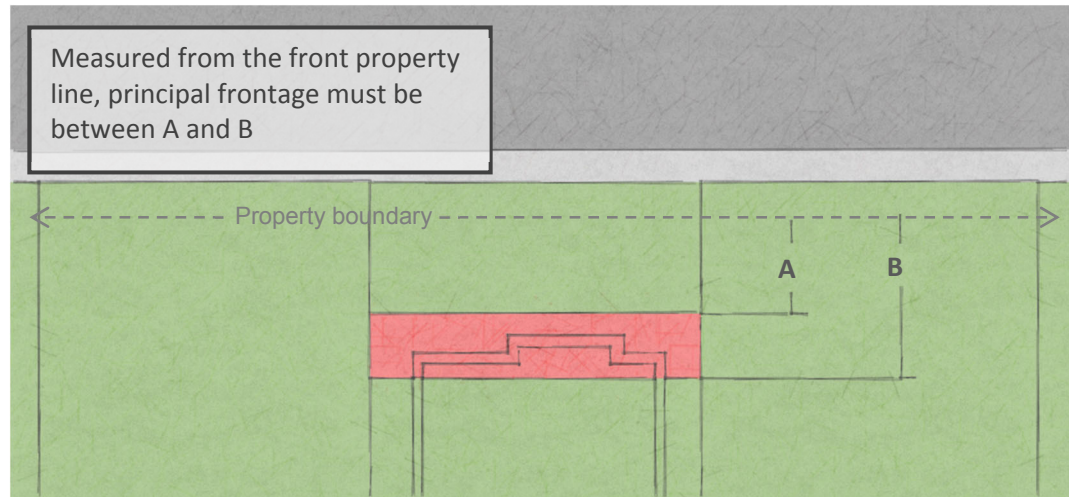 Measured from the front property
line, principal frontage must be
between A and B
Property boundary
A
B